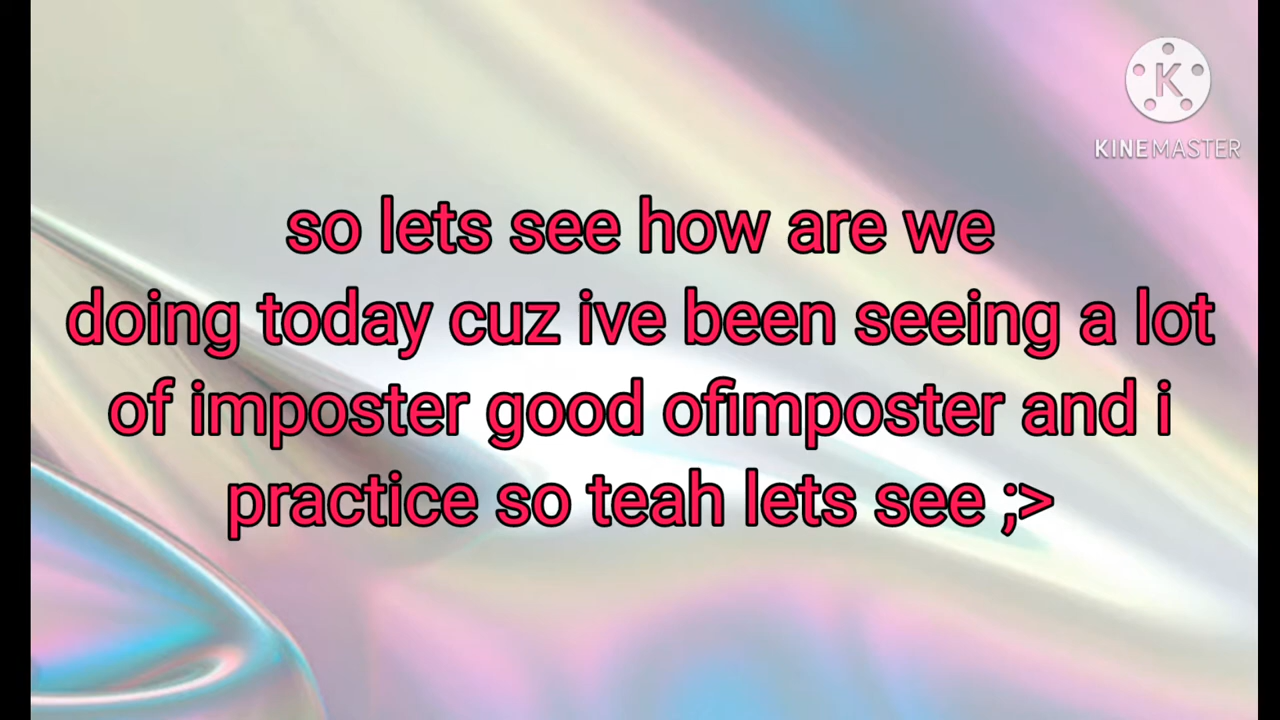 K
KINEMASTER
so lets see how are we
doing today cuz ive been seeing a lot
of imposter good ofimposter and i
practice so teah lets see ;>